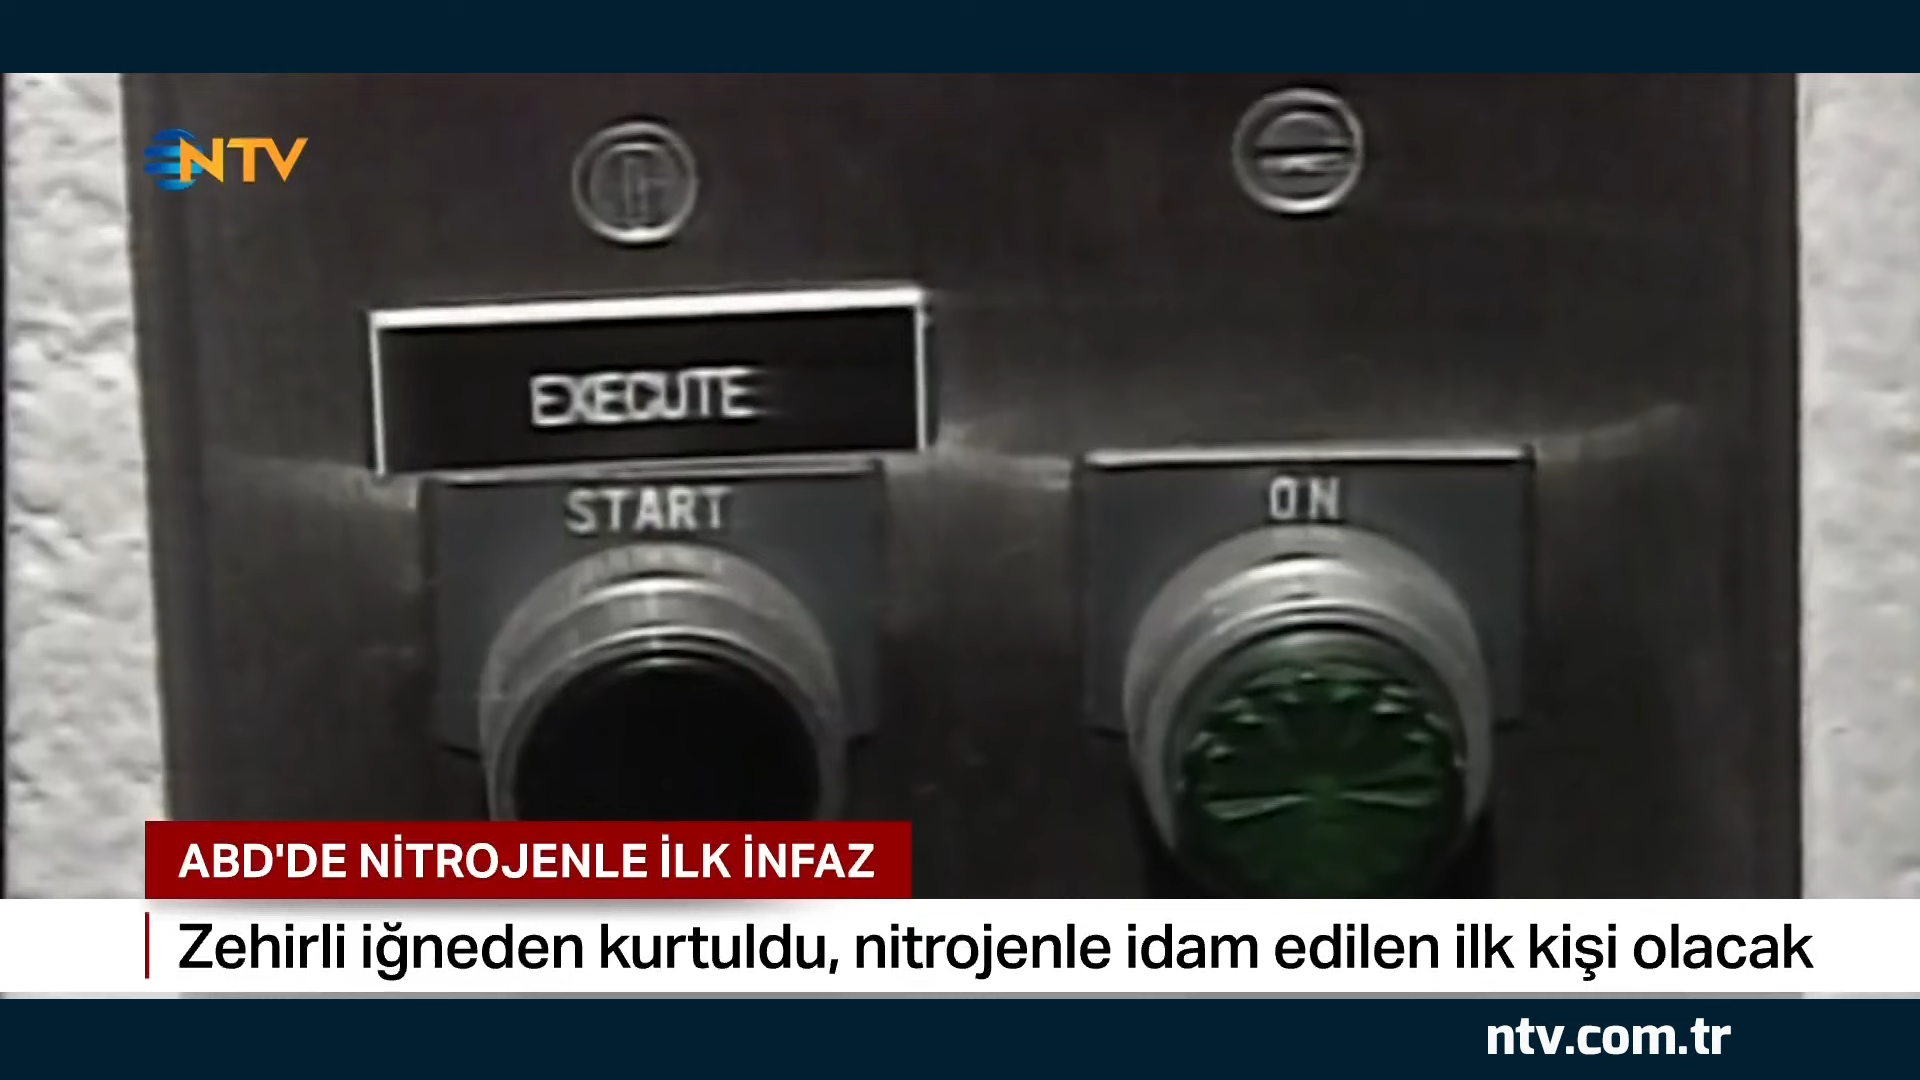 NTV
EXECUTE
START
ON
ABD'DE NİTROJENLE İLK İNFAZ
Zehirli iğneden kurtuldu, nitrojenle idam edilen ilk kişi olacak
ntv.com.tr